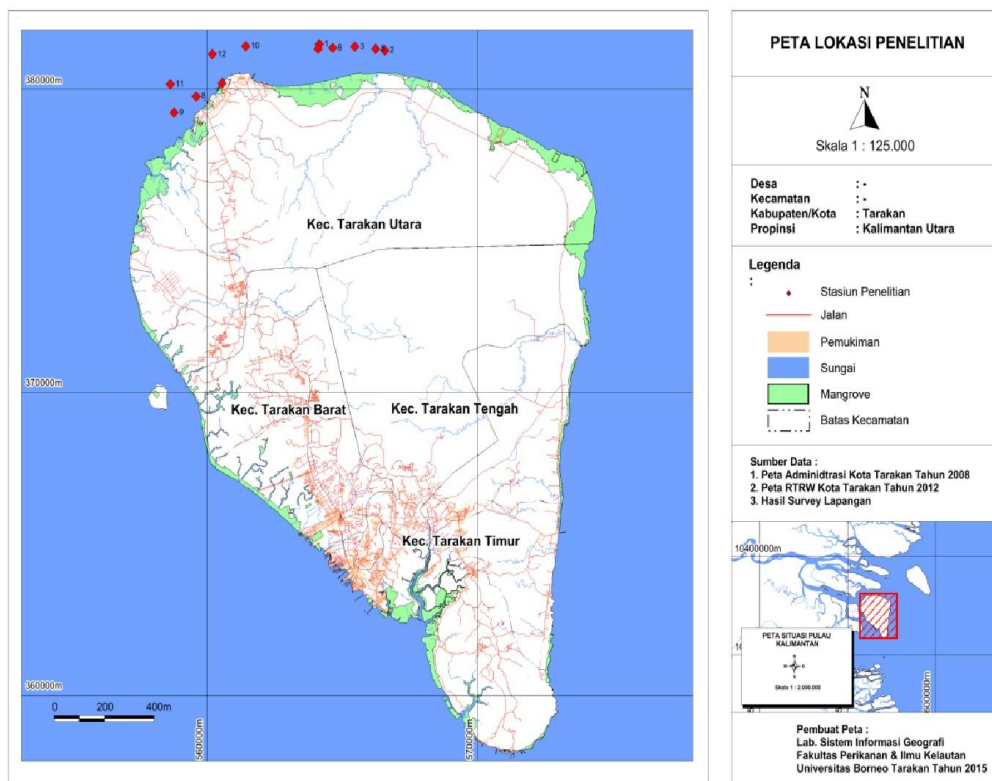 1
10
6
3
2
12
380000m
11
7
8
9
Kec. Tarakan Utara
370000m
Kec. Tarakan Barat
Kec. Tarakan Tengah
Kec. Tarakan Timur
360000m
0 200 400m
560000m
570000m
PETA LOKASI PENELITIAN
N
Skala 1 : 125.000
Desa : -
Kecamatan : -
Kabupaten/Kota : Tarakan
Propinsi : Kalimantan Utara
Legenda
:
Stasiun Penelitian
Jalan
Pemukiman
Sungai
Mangrove
Batas Kecamatan
Sumber Data :
1. Peta Adminidtrasi Kota Tarakan Tahun 2008
2. Peta RTRW Kota Tarakan Tahun 2012
3. Hasil Survey Lapangan
10400000m
PETA SITUASI PULAU
KALIMANTAN
Skala 1 : 2.000.000
600000m
Pembuat Peta :
Lab. Sistem Informasi Geografi
Fakultas Perikanan & Ilmu Kelautan
Universitas Borneo Tarakan Tahun 2015